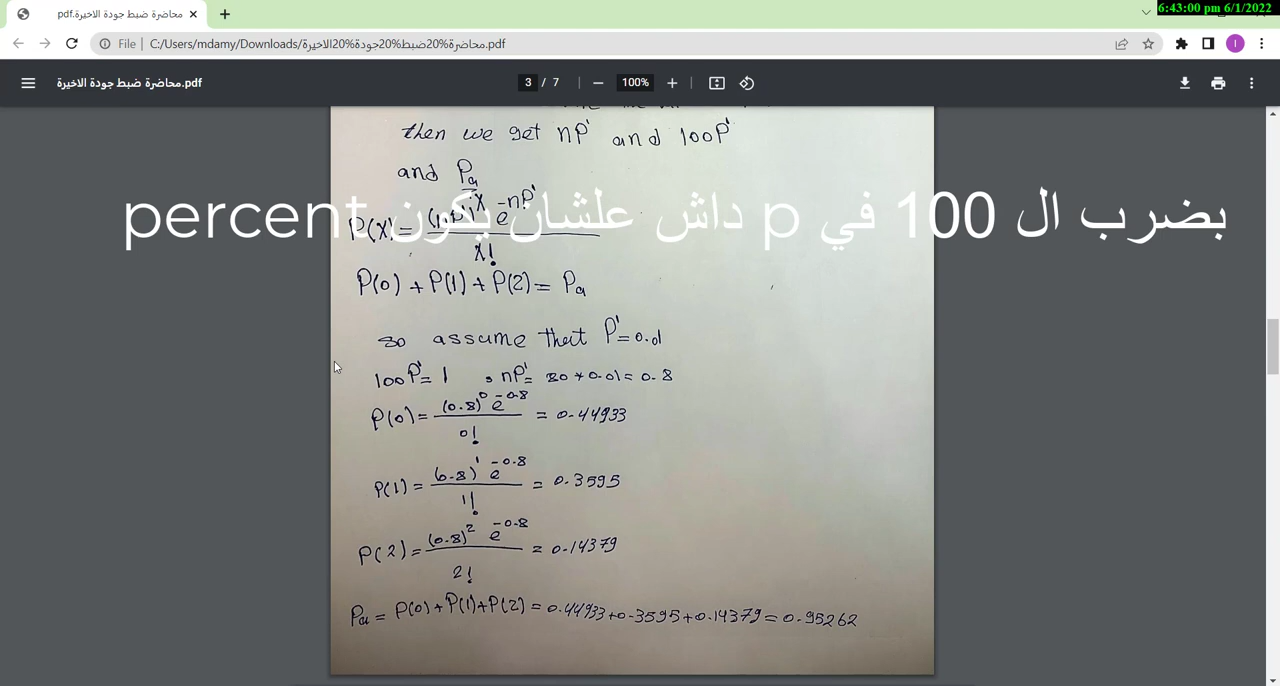 محاضرة ضبط جودة الاخيرة.pdf
6:43:00 pm 6/1/2022
File | C:/Users/mdamy/Downloads/محاضرة%20ضبط%20جودة%20الاخيرة.pdf
محاضرة ضبط جودة الاخيرة.pdf
3 / 7
100%
then we get nP' and 100P'
and Pa
بضرب ال 100 في p داش علشان يكون percent
P(X) = (nP')^X e^-nP' / X!
P(0) + P(1) + P(2) = Pa
so assume that P' = 0.01
100P' = 1 , nP' = 80 * 0.01 = 0.8
P(0) = (0.8)^0 e^-0.8 / 0! = 0.44933
P(1) = (0.8)^1 e^-0.8 / 1! = 0.3595
P(2) = (0.8)^2 e^-0.8 / 2! = 0.14379
Pa = P(0) + P(1) + P(2) = 0.44933 + 0.3595 + 0.14379 = 0.95262